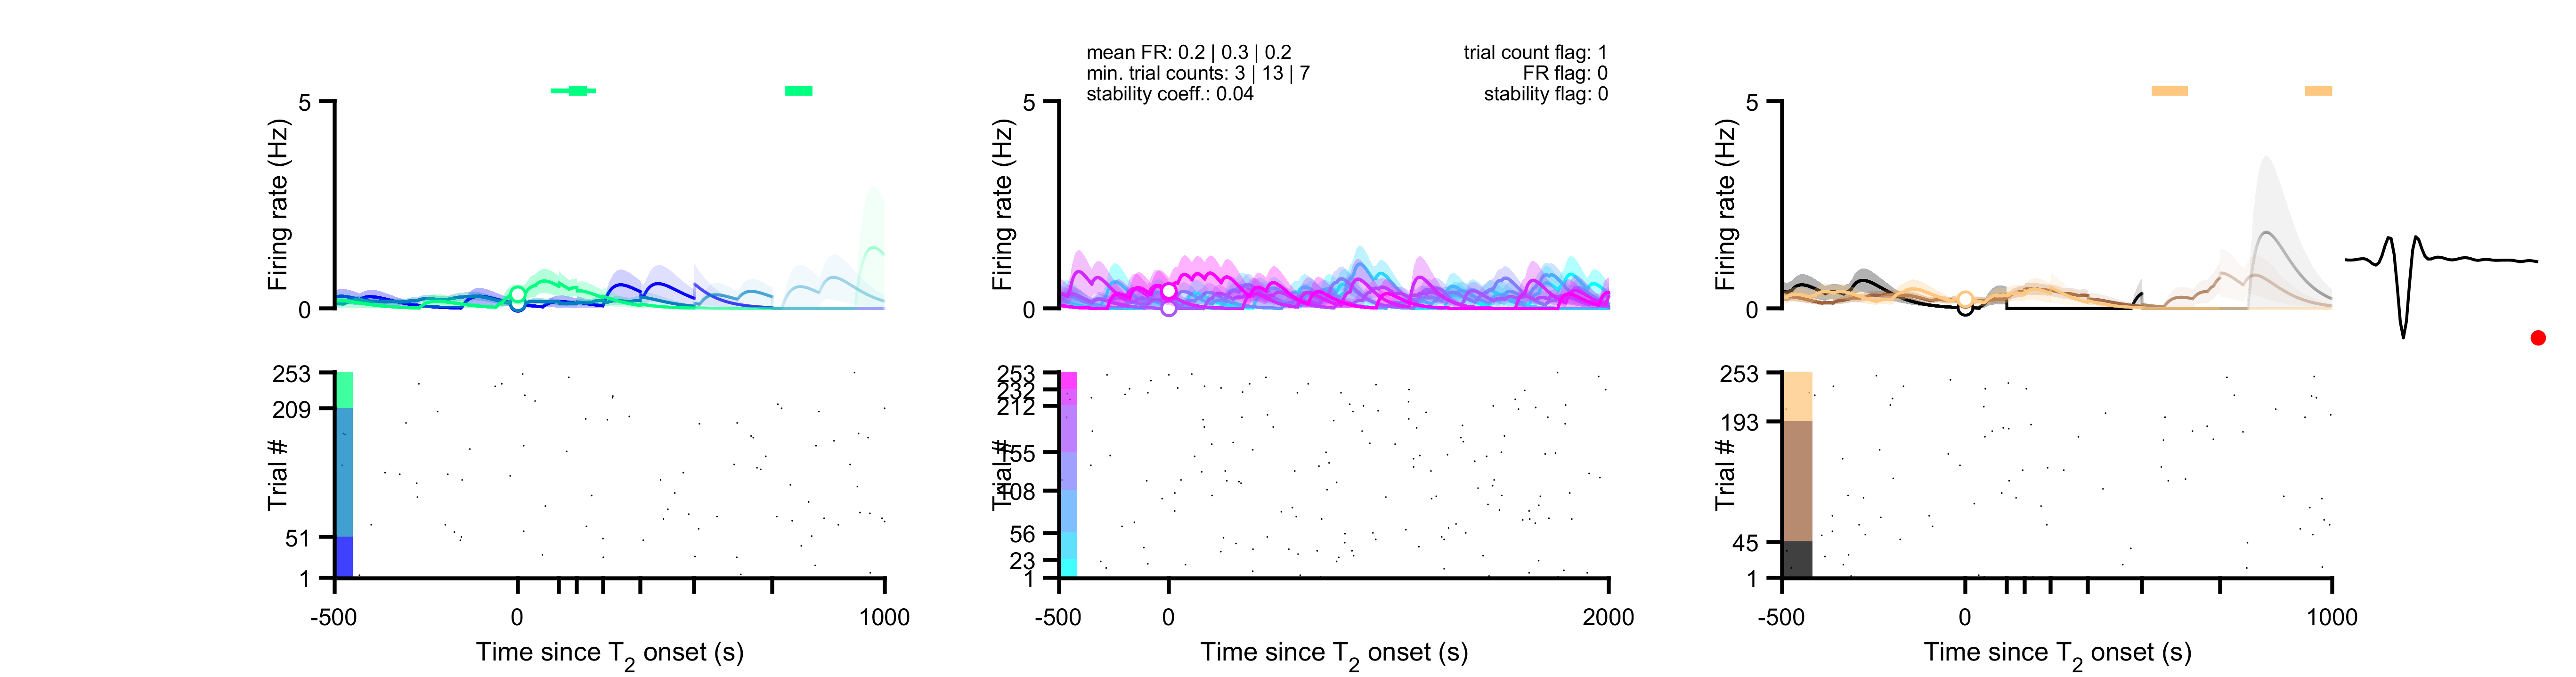 mean FR: 0.2 | 0.3 | 0.2
min. trial counts: 3 | 13 | 7
stability coeff.: 0.04
trial count flag: 1
FR flag: 0
stability flag: 0
5
0
Firing rate (Hz)
5
0
Firing rate (Hz)
5
0
Firing rate (Hz)
253
209
51
1
Trial #
-500
0
1000
Time since T2 onset (s)
253
232
212
155
108
56
23
1
Trial #
-500
0
2000
Time since T2 onset (s)
253
193
45
1
Trial #
-500
0
1000
Time since T2 onset (s)